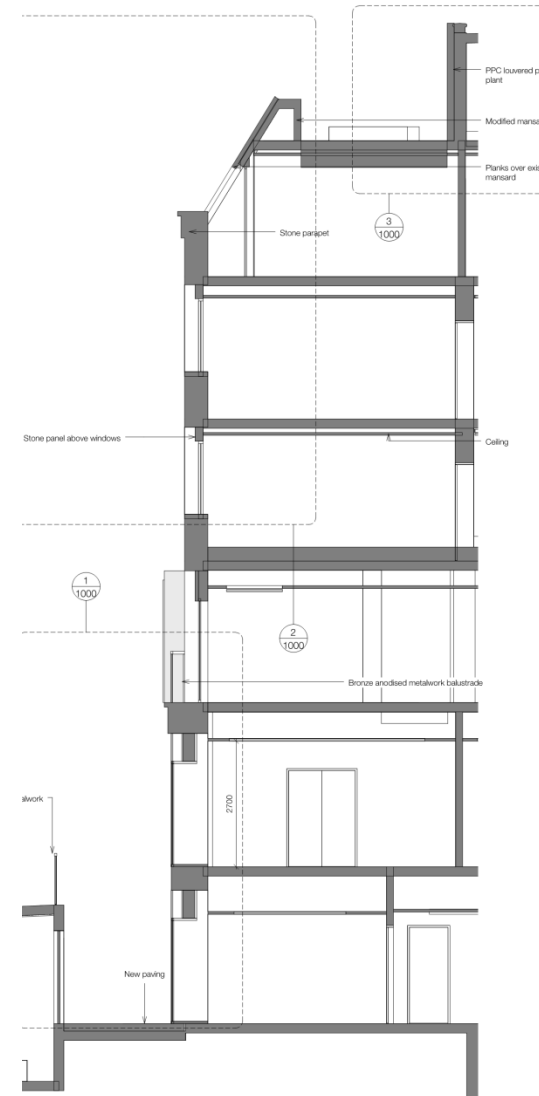 PPC louvered p
plant
Modified mansa
Planks over exis
mansard
3
1000
Stone parapet
Stone panel above windows
Ceiling
1
1000
2
1000
Bronze anodised metalwork balustrade
2700
alwork
New paving